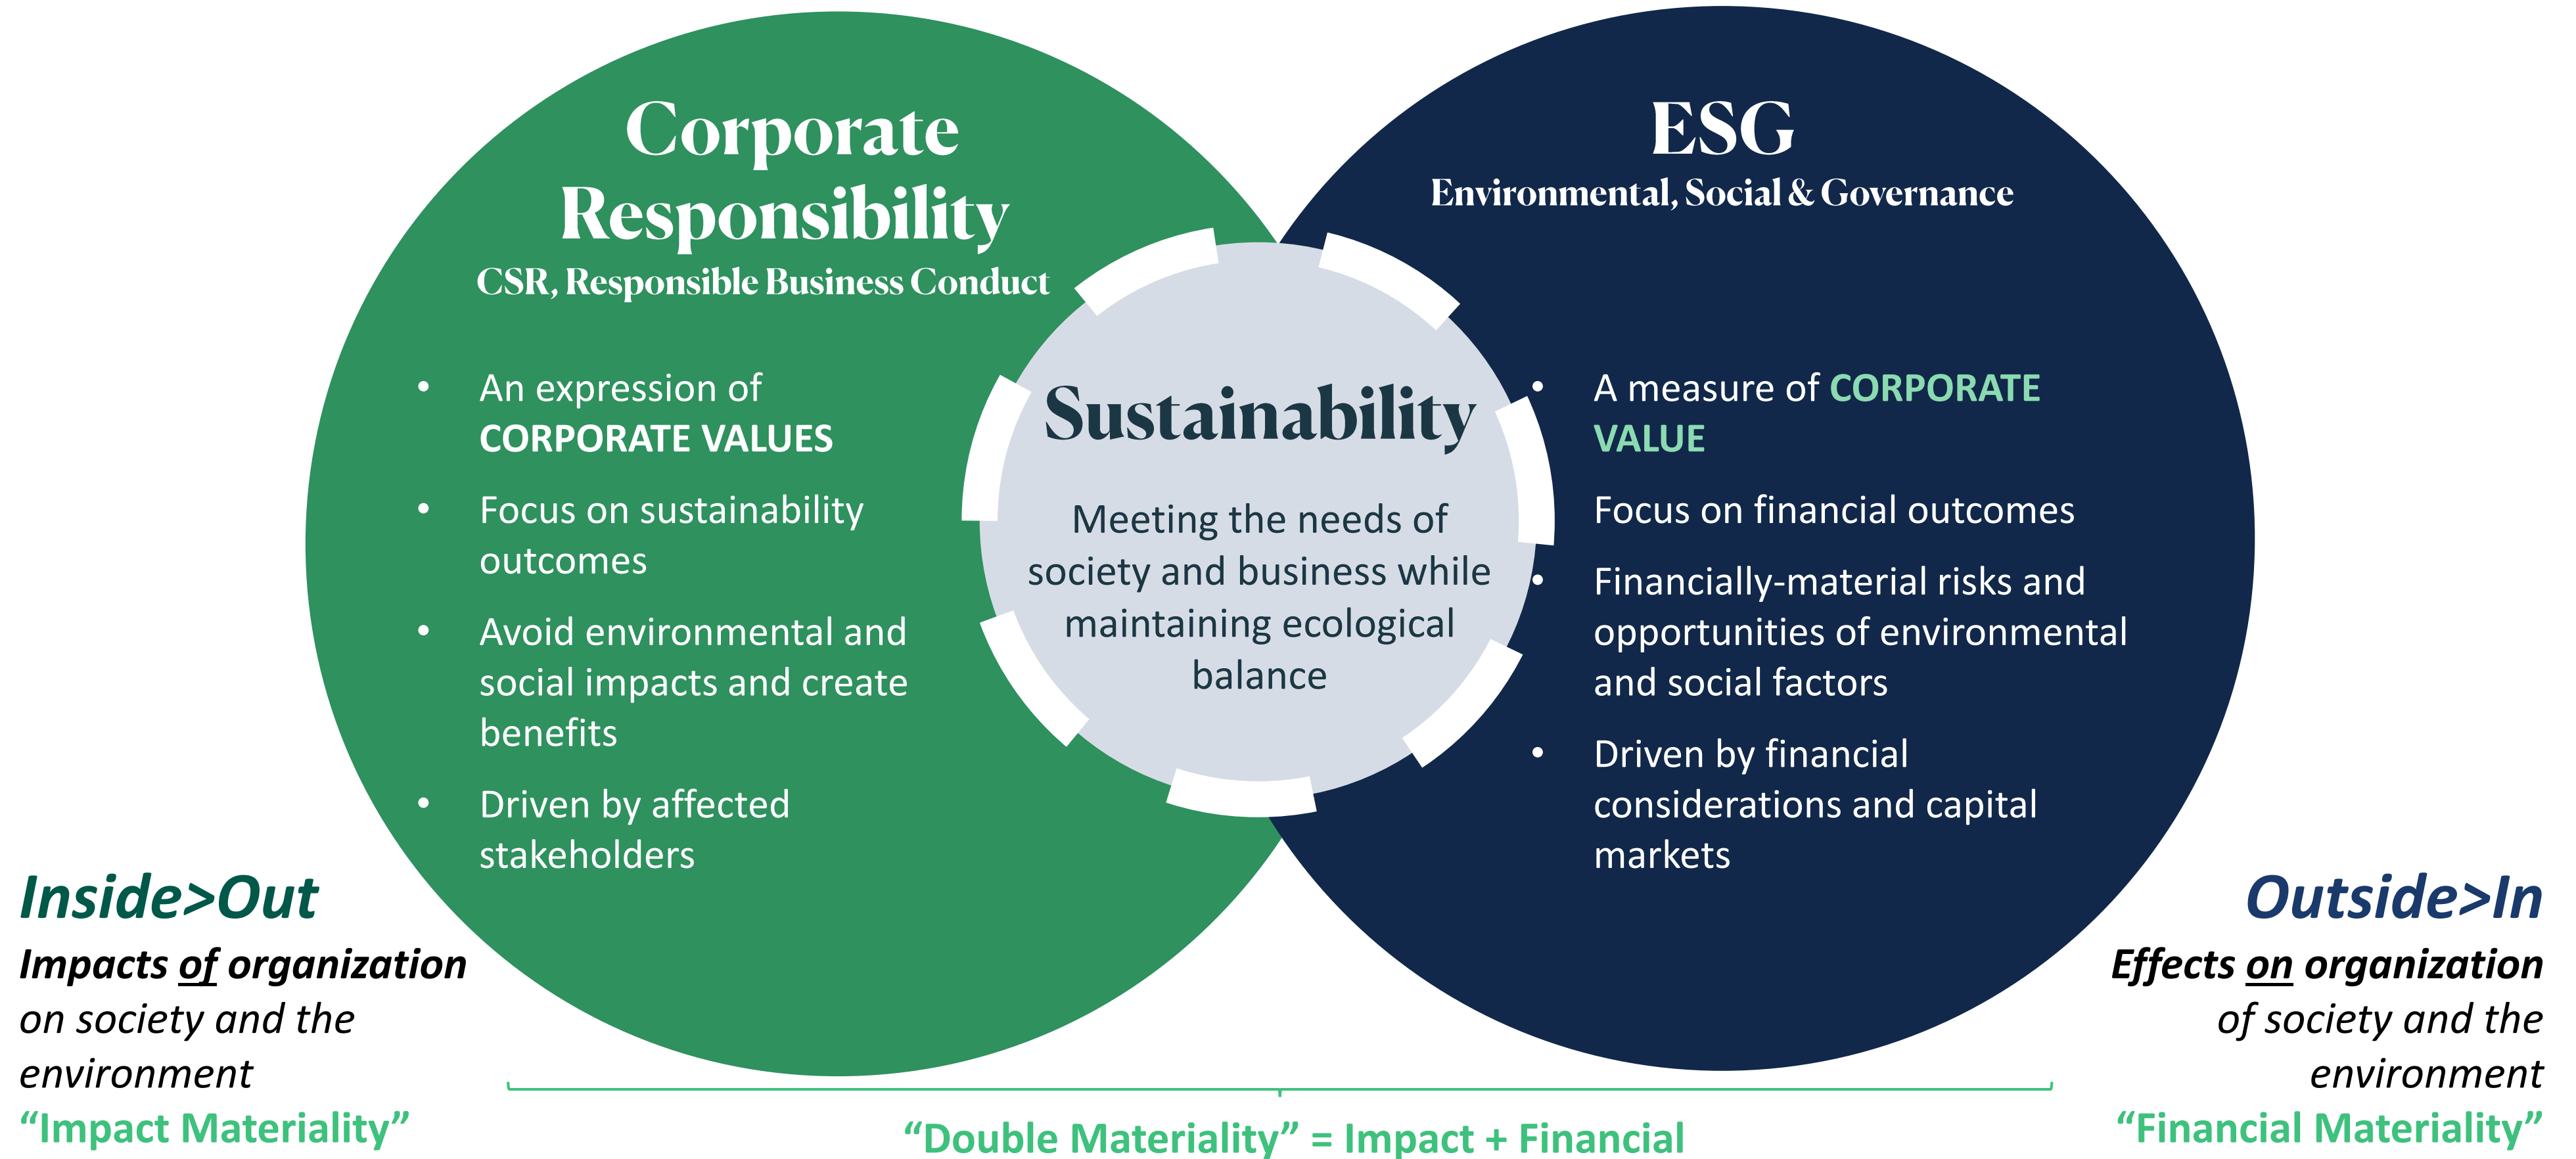 Corporate
Responsibility
CSR, Responsible Business Conduct
• An expression of
CORPORATE VALUES
• Focus on sustainability
outcomes
• Avoid environmental and
social impacts and create
benefits
• Driven by affected
stakeholders
Sustainability
Meeting the needs of
society and business while
maintaining ecological
balance
ESG
Environmental, Social & Governance
• A measure of CORPORATE
VALUE
Focus on financial outcomes
• Financially-material risks and
opportunities of environmental
and social factors
• Driven by financial
considerations and capital
markets
Inside>Out
Impacts of organization
on society and the
environment
“Impact Materiality”
“Double Materiality” = Impact + Financial
Outside>In
Effects on organization
of society and the
environment
“Financial Materiality”